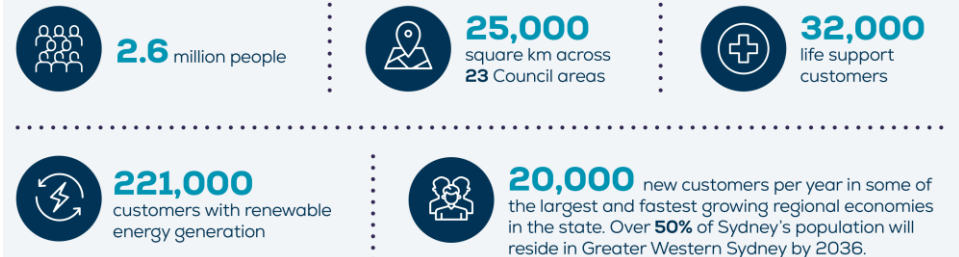 2.6 million people
25,000
square km across
23 Council areas
32,000
life support
customers
221,000
customers with renewable
energy generation
20,000 new customers per year in some of
the largest and fastest growing regional economies
in the state. Over 50% of Sydney's population will
reside in Greater Western Sydney by 2036.